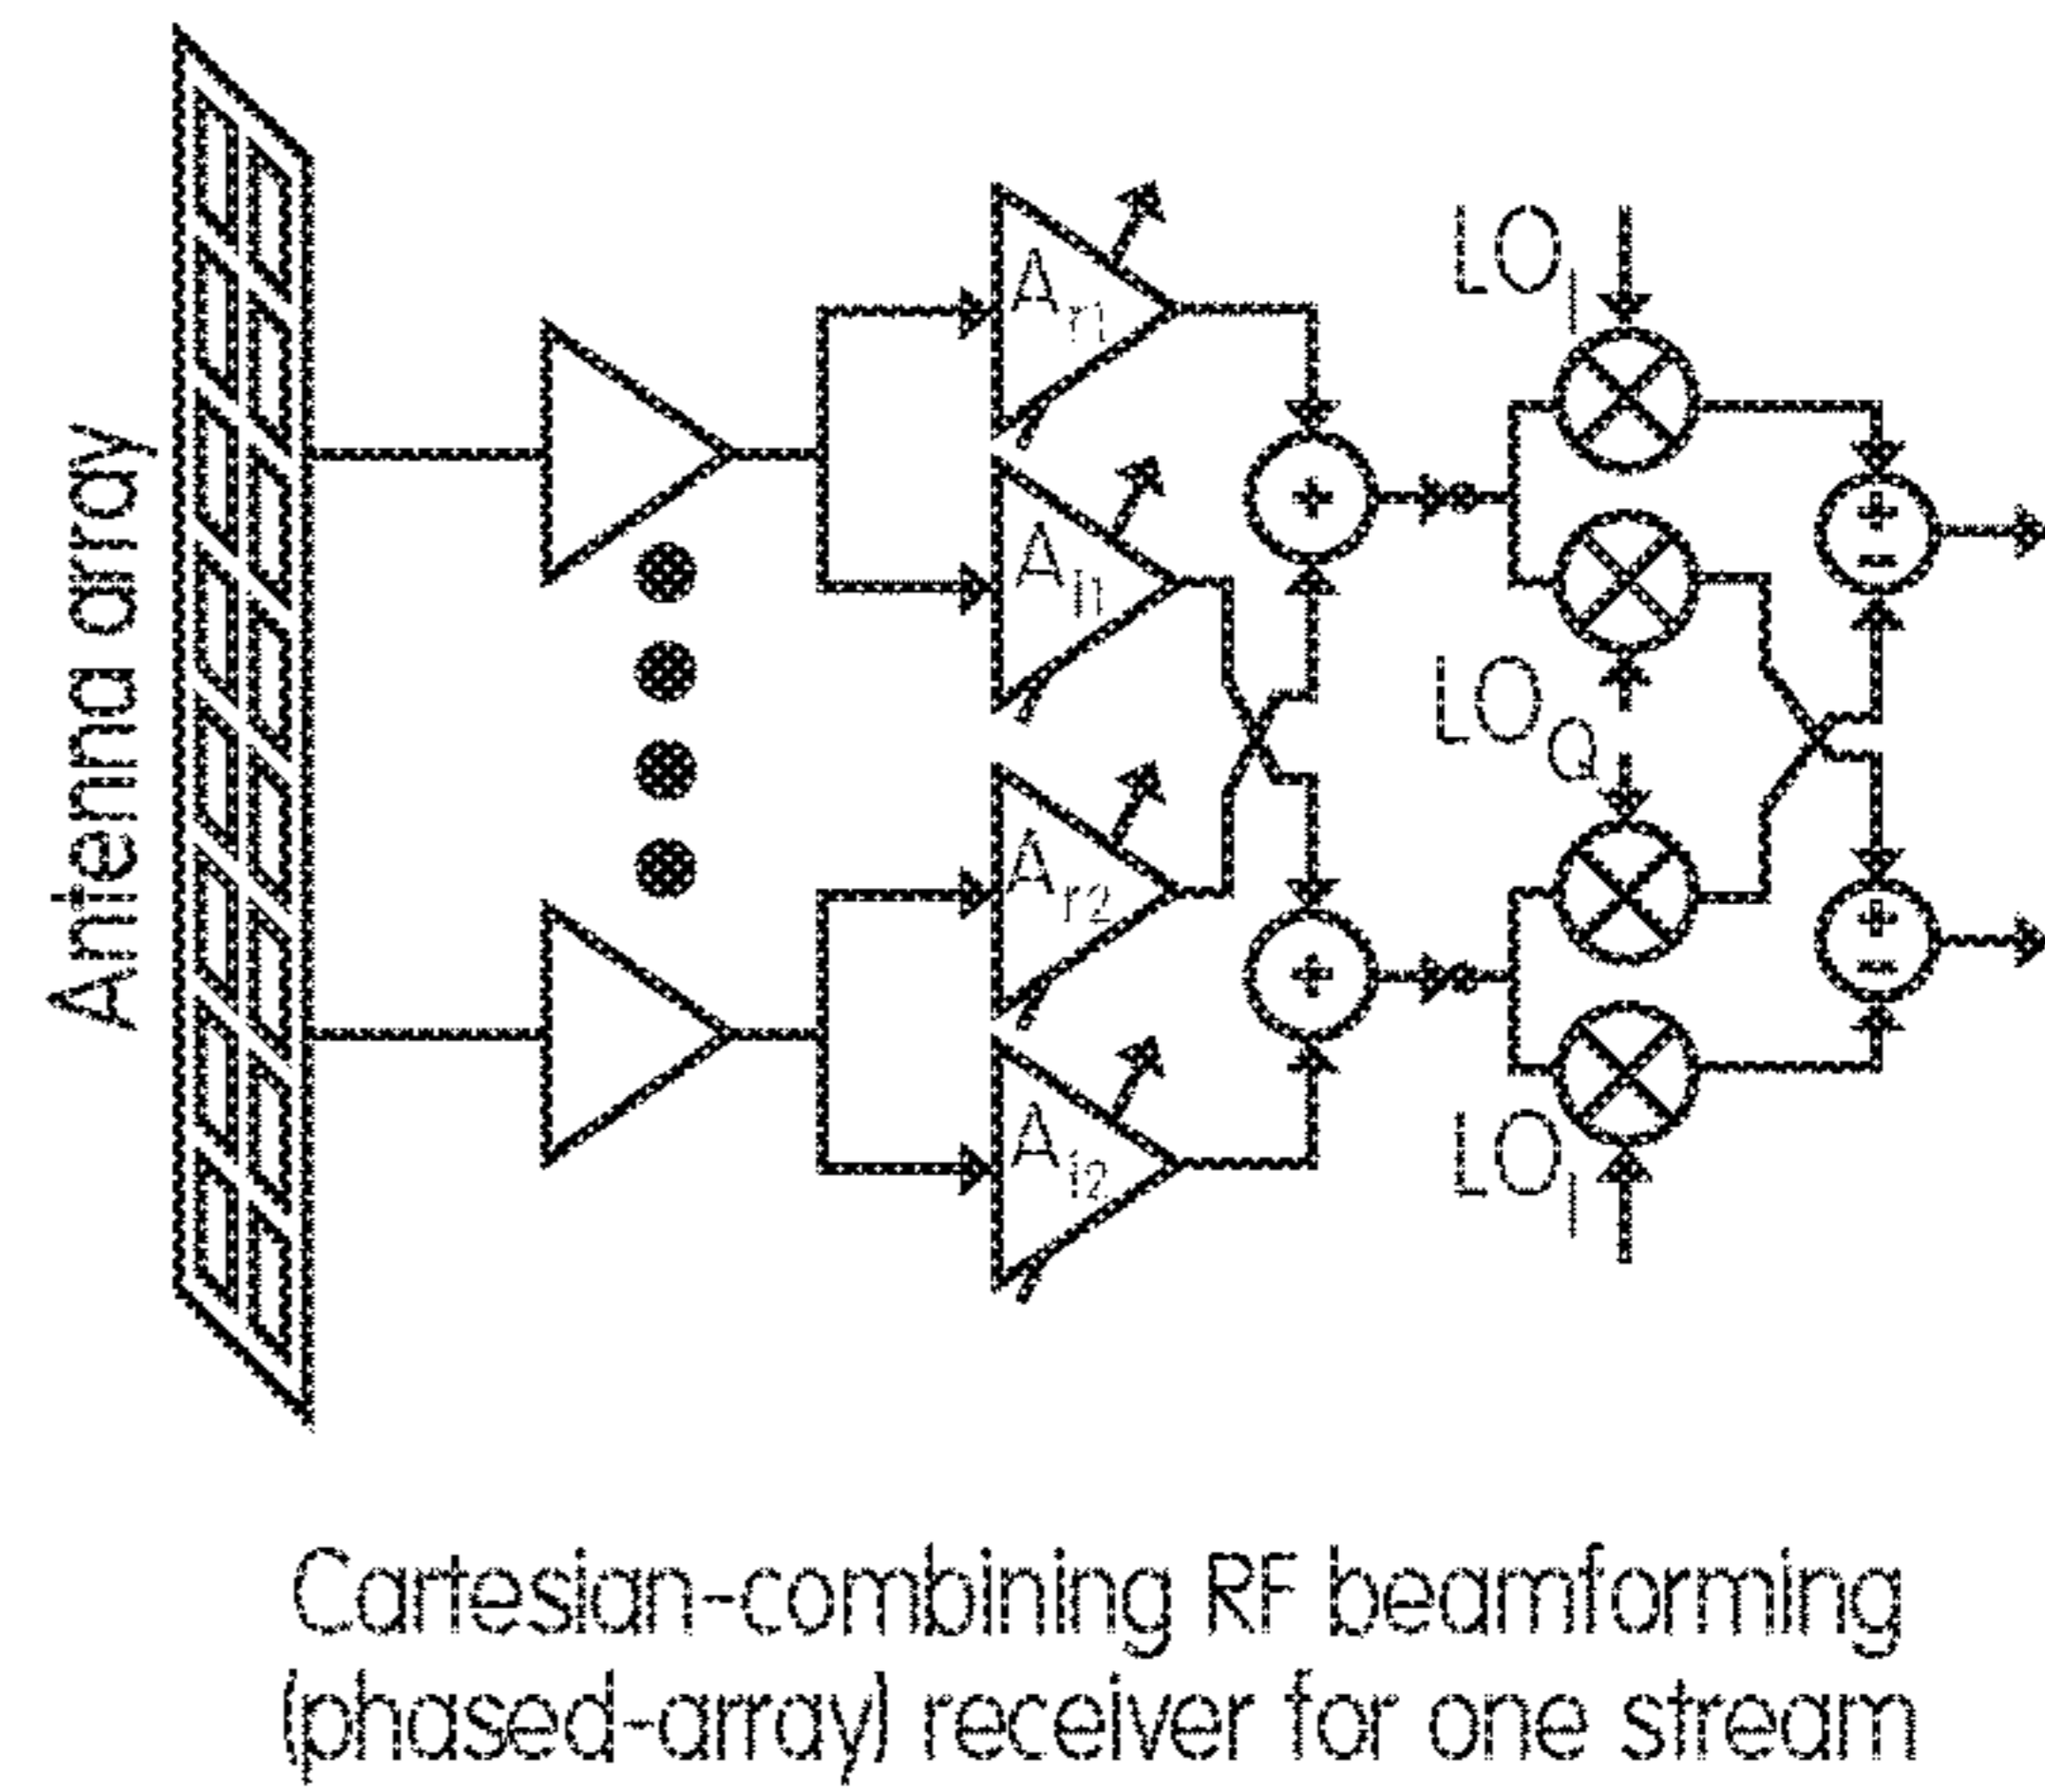 Antenna array
A_r1
A_i1
A_r2
A_i2
+
+
LO_I
LO_Q
LO_I
+
−
+
−
Cartesian-combining RF beamforming
(phased-array) receiver for one stream